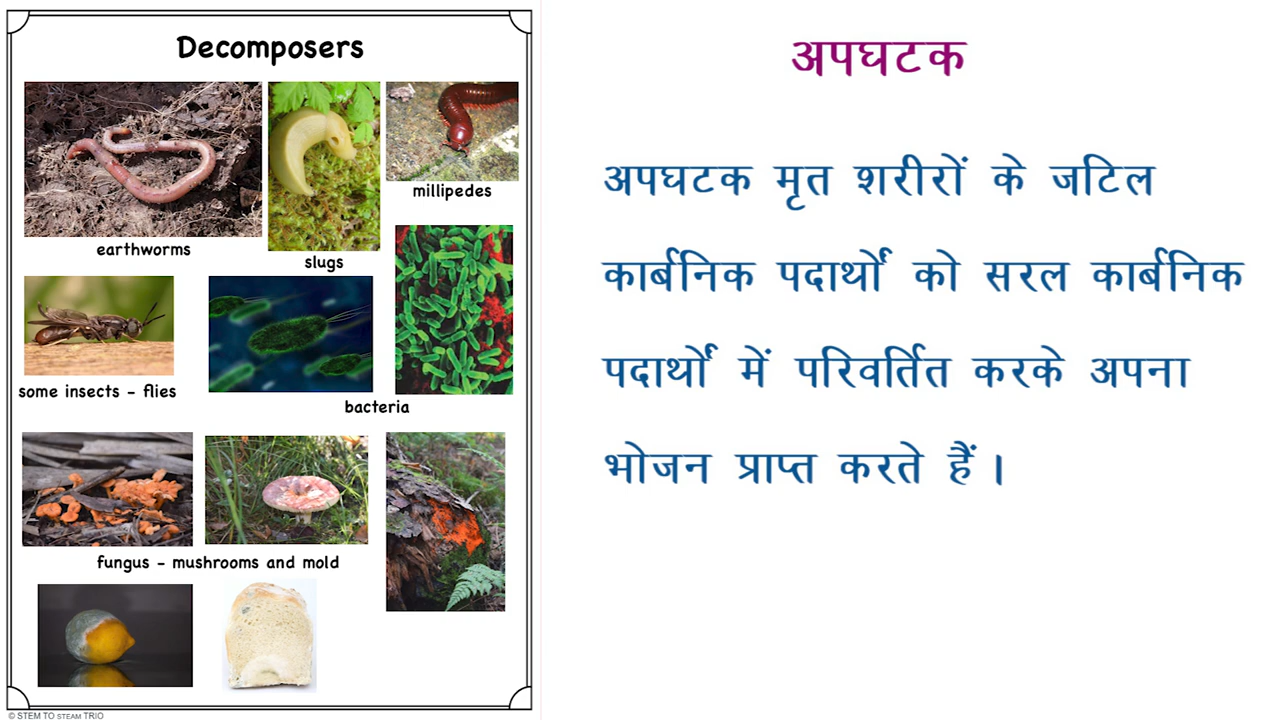 Decomposers
earthworms
slugs
millipedes
some insects - flies
bacteria
fungus - mushrooms and mold
© STEM TO STEAM TRIO
अपघटक
अपघटक मृत शरीरों के जटिल
कार्बनिक पदार्थों को सरल कार्बनिक
पदार्थों में परिवर्तित करके अपना
भोजन प्राप्त करते हैं ।